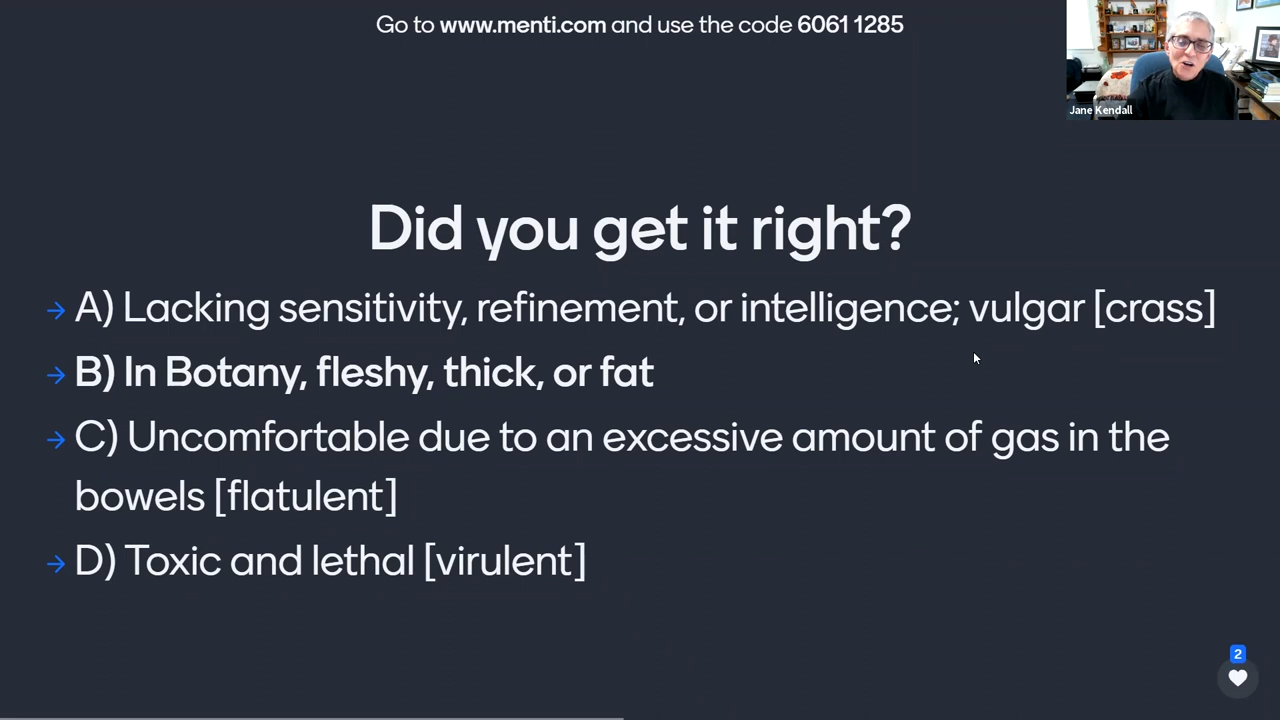 Go to www.menti.com and use the code 6061 1285
Jane Kendall
Did you get it right?
→ A) Lacking sensitivity, refinement, or intelligence; vulgar [crass]
→ B) In Botany, fleshy, thick, or fat
→ C) Uncomfortable due to an excessive amount of gas in the
bowels [flatulent]
→ D) Toxic and lethal [virulent]
2